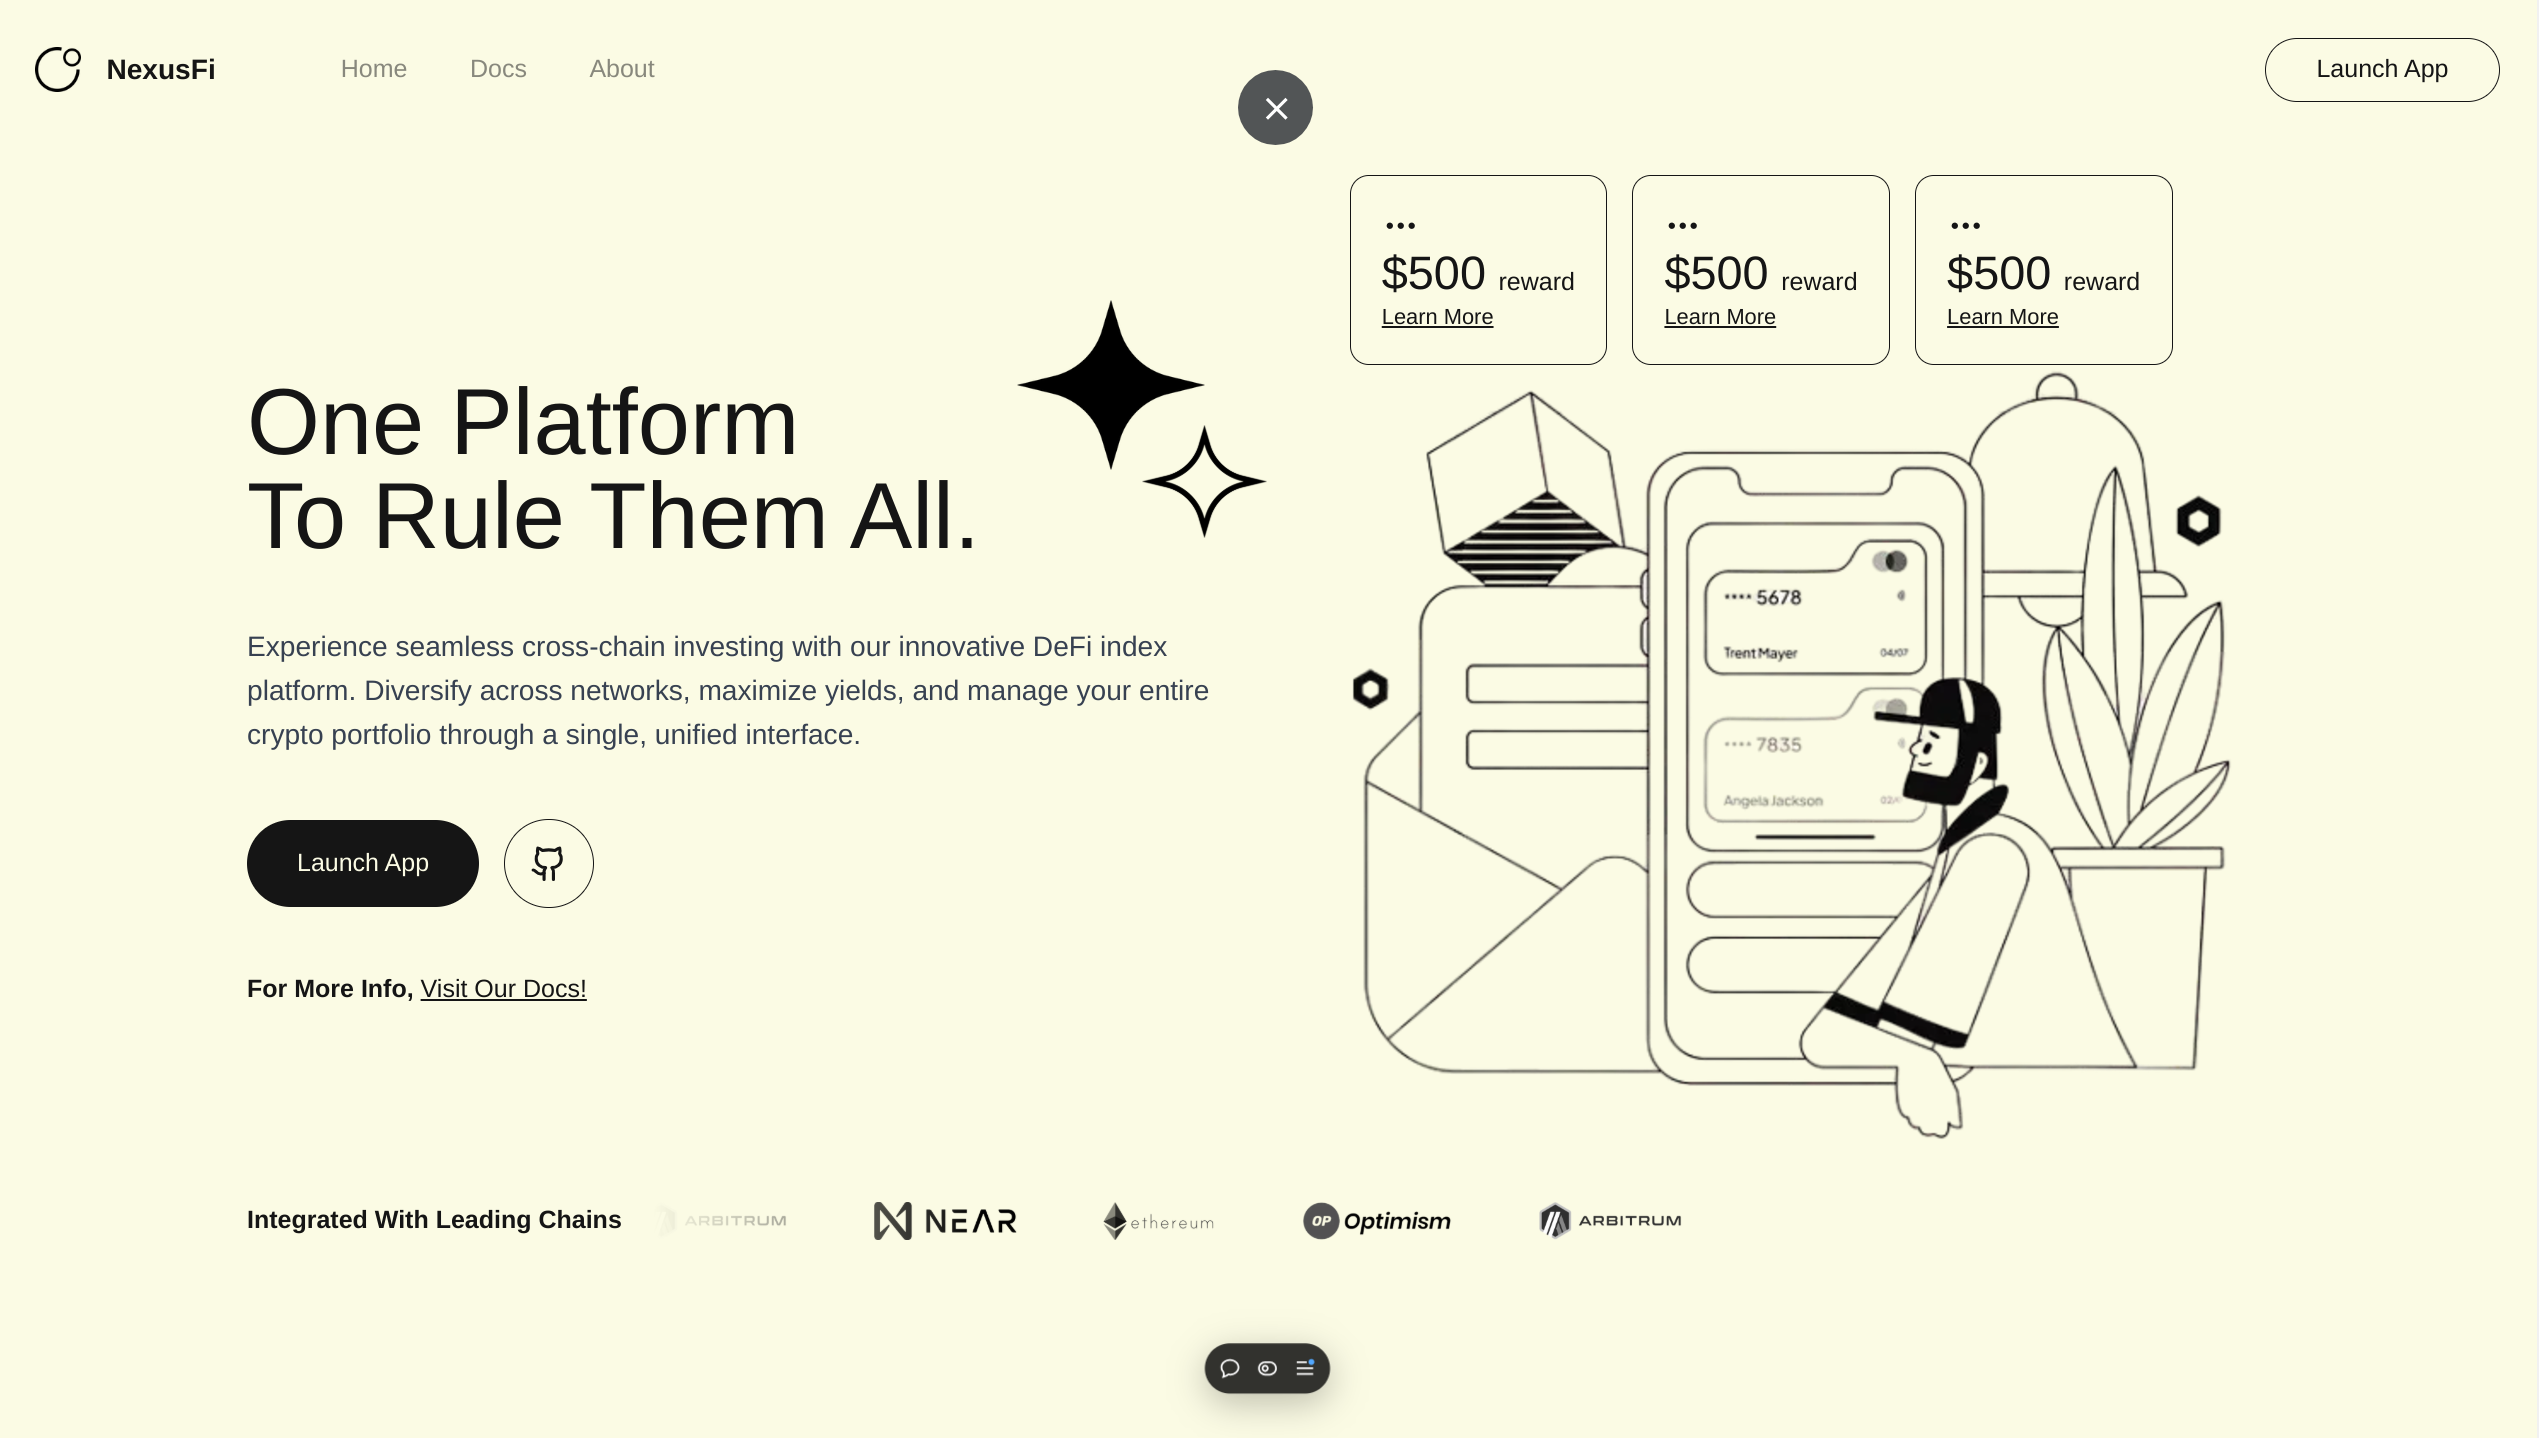 NexusFi
Home
Docs
About
Launch App
$500 reward
Learn More
$500 reward
Learn More
$500 reward
Learn More
One Platform
To Rule Them All.
Experience seamless cross-chain investing with our innovative DeFi index
platform. Diversify across networks, maximize yields, and manage your entire
crypto portfolio through a single, unified interface.
Launch App
For More Info, Visit Our Docs!
**** 5678
Trent Mayer
04/07
**** 7835
Angela Jackson
Integrated With Leading Chains
ARBITRUM
NEAR
ethereum
OP Optimism
ARBITRUM